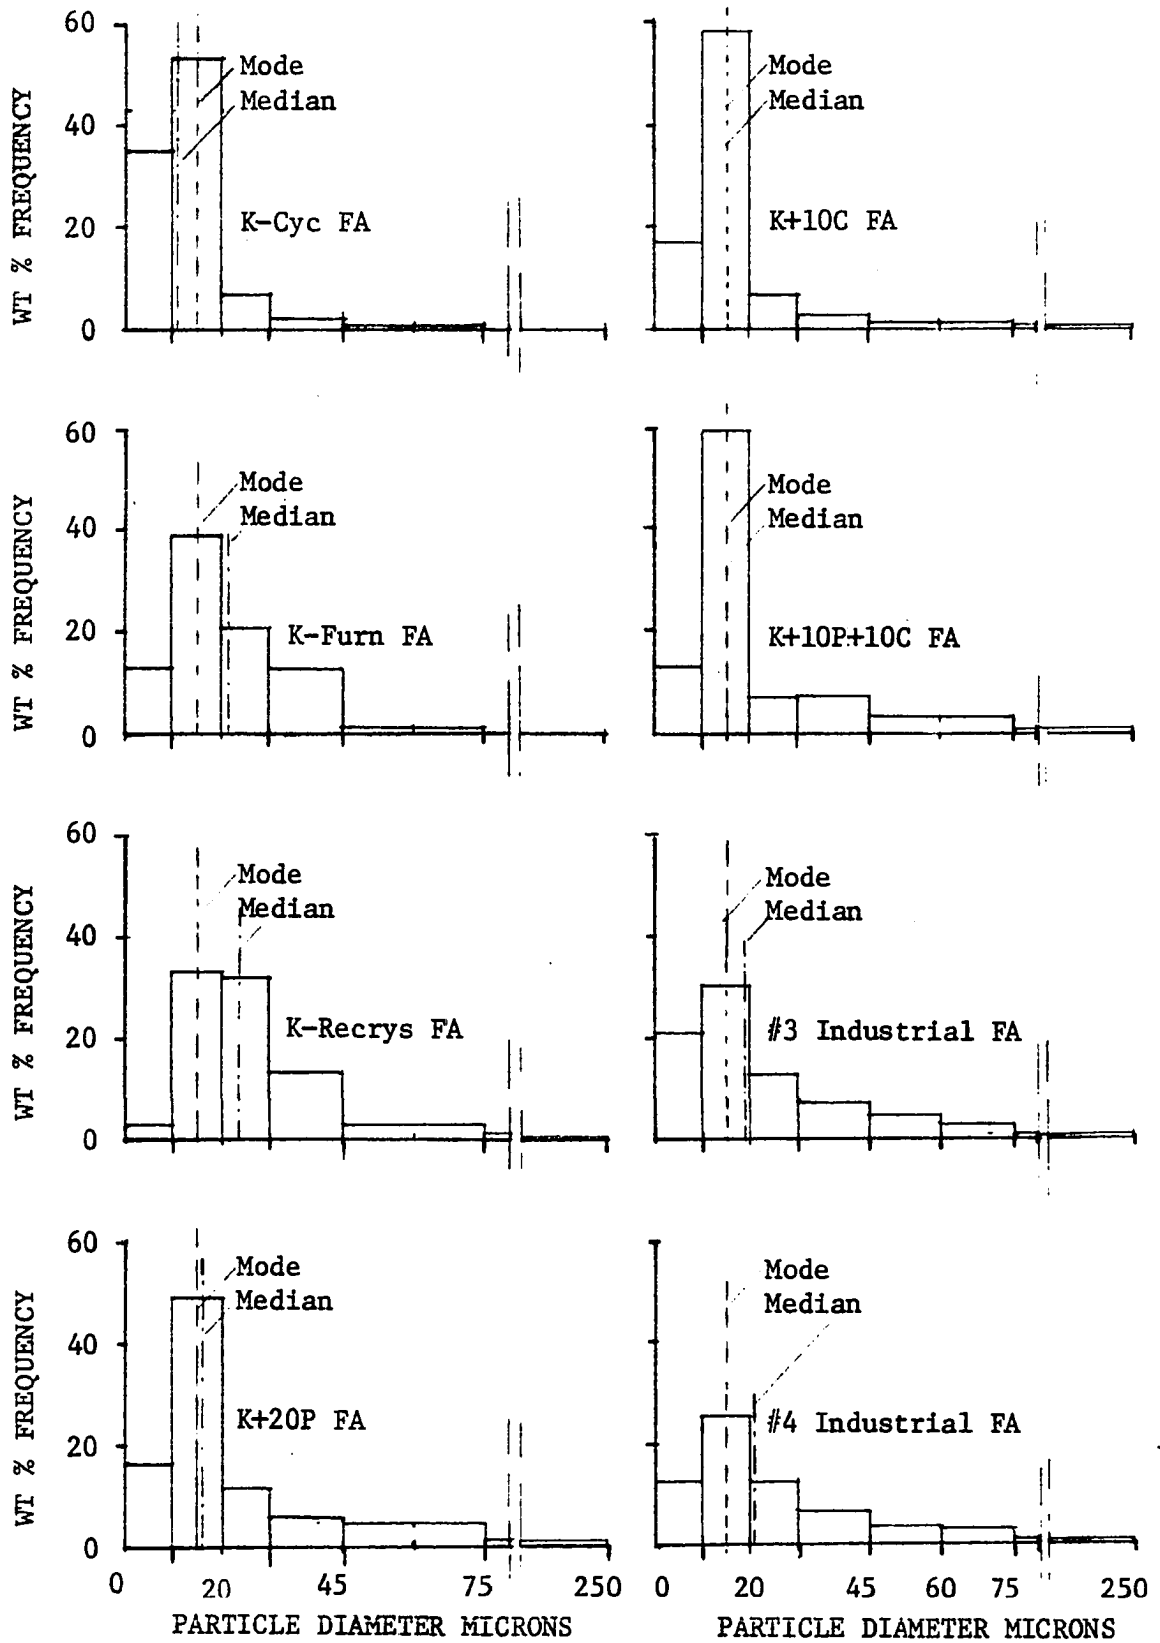 60
40
20
0
WT % FREQUENCY
Mode
Median
K-Cyc FA
Mode
Median
K+10C FA
60
40
20
0
WT % FREQUENCY
Mode
Median
K-Furn FA
Mode
Median
K+10P+10C FA
60
40
20
0
WT % FREQUENCY
Mode
Median
K-Recrys FA
Mode
Median
#3 Industrial FA
60
40
20
0
WT % FREQUENCY
Mode
Median
K+20P FA
Mode
Median
#4 Industrial FA
0 20 45 75 250
PARTICLE DIAMETER MICRONS
0 20 45 60 75 250
PARTICLE DIAMETER MICRONS